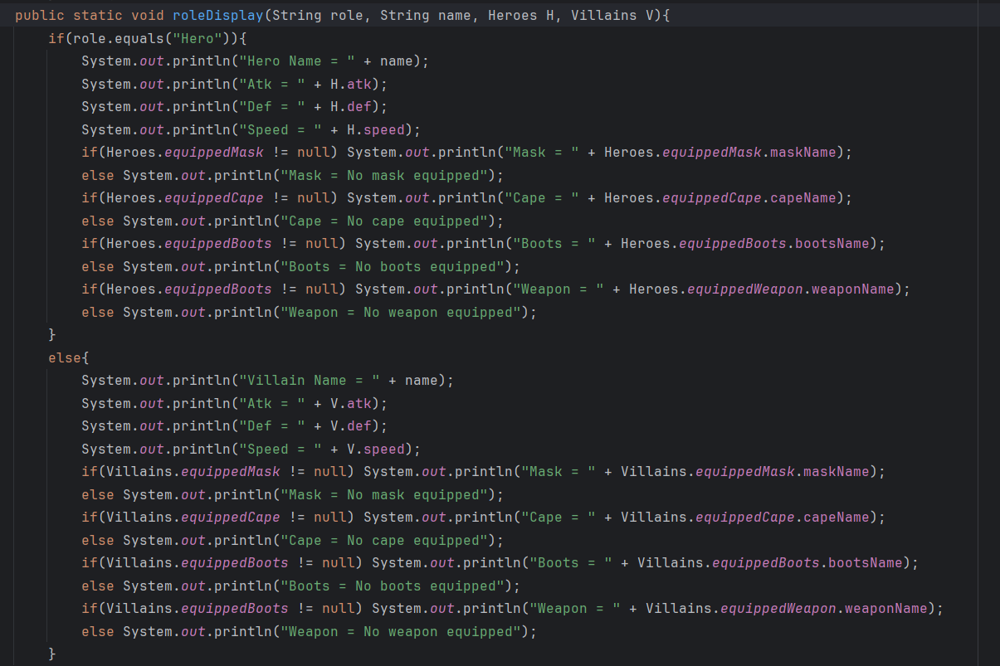 public static void roleDisplay(String role, String name, Heroes H, Villains V){
    if(role.equals("Hero")){
        System.out.println("Hero Name = " + name);
        System.out.println("Atk = " + H.atk);
        System.out.println("Def = " + H.def);
        System.out.println("Speed = " + H.speed);
        if(Heroes.equippedMask != null) System.out.println("Mask = " + Heroes.equippedMask.maskName);
        else System.out.println("Mask = No mask equipped");
        if(Heroes.equippedCape != null) System.out.println("Cape = " + Heroes.equippedCape.capeName);
        else System.out.println("Cape = No cape equipped");
        if(Heroes.equippedBoots != null) System.out.println("Boots = " + Heroes.equippedBoots.bootsName);
        else System.out.println("Boots = No boots equipped");
        if(Heroes.equippedBoots != null) System.out.println("Weapon = " + Heroes.equippedWeapon.weaponName);
        else System.out.println("Weapon = No weapon equipped");
    }
    else{
        System.out.println("Villain Name = " + name);
        System.out.println("Atk = " + V.atk);
        System.out.println("Def = " + V.def);
        System.out.println("Speed = " + V.speed);
        if(Villains.equippedMask != null) System.out.println("Mask = " + Villains.equippedMask.maskName);
        else System.out.println("Mask = No mask equipped");
        if(Villains.equippedCape != null) System.out.println("Cape = " + Villains.equippedCape.capeName);
        else System.out.println("Cape = No cape equipped");
        if(Villains.equippedBoots != null) System.out.println("Boots = " + Villains.equippedBoots.bootsName);
        else System.out.println("Boots = No boots equipped");
        if(Villains.equippedBoots != null) System.out.println("Weapon = " + Villains.equippedWeapon.weaponName);
        else System.out.println("Weapon = No weapon equipped");
    }